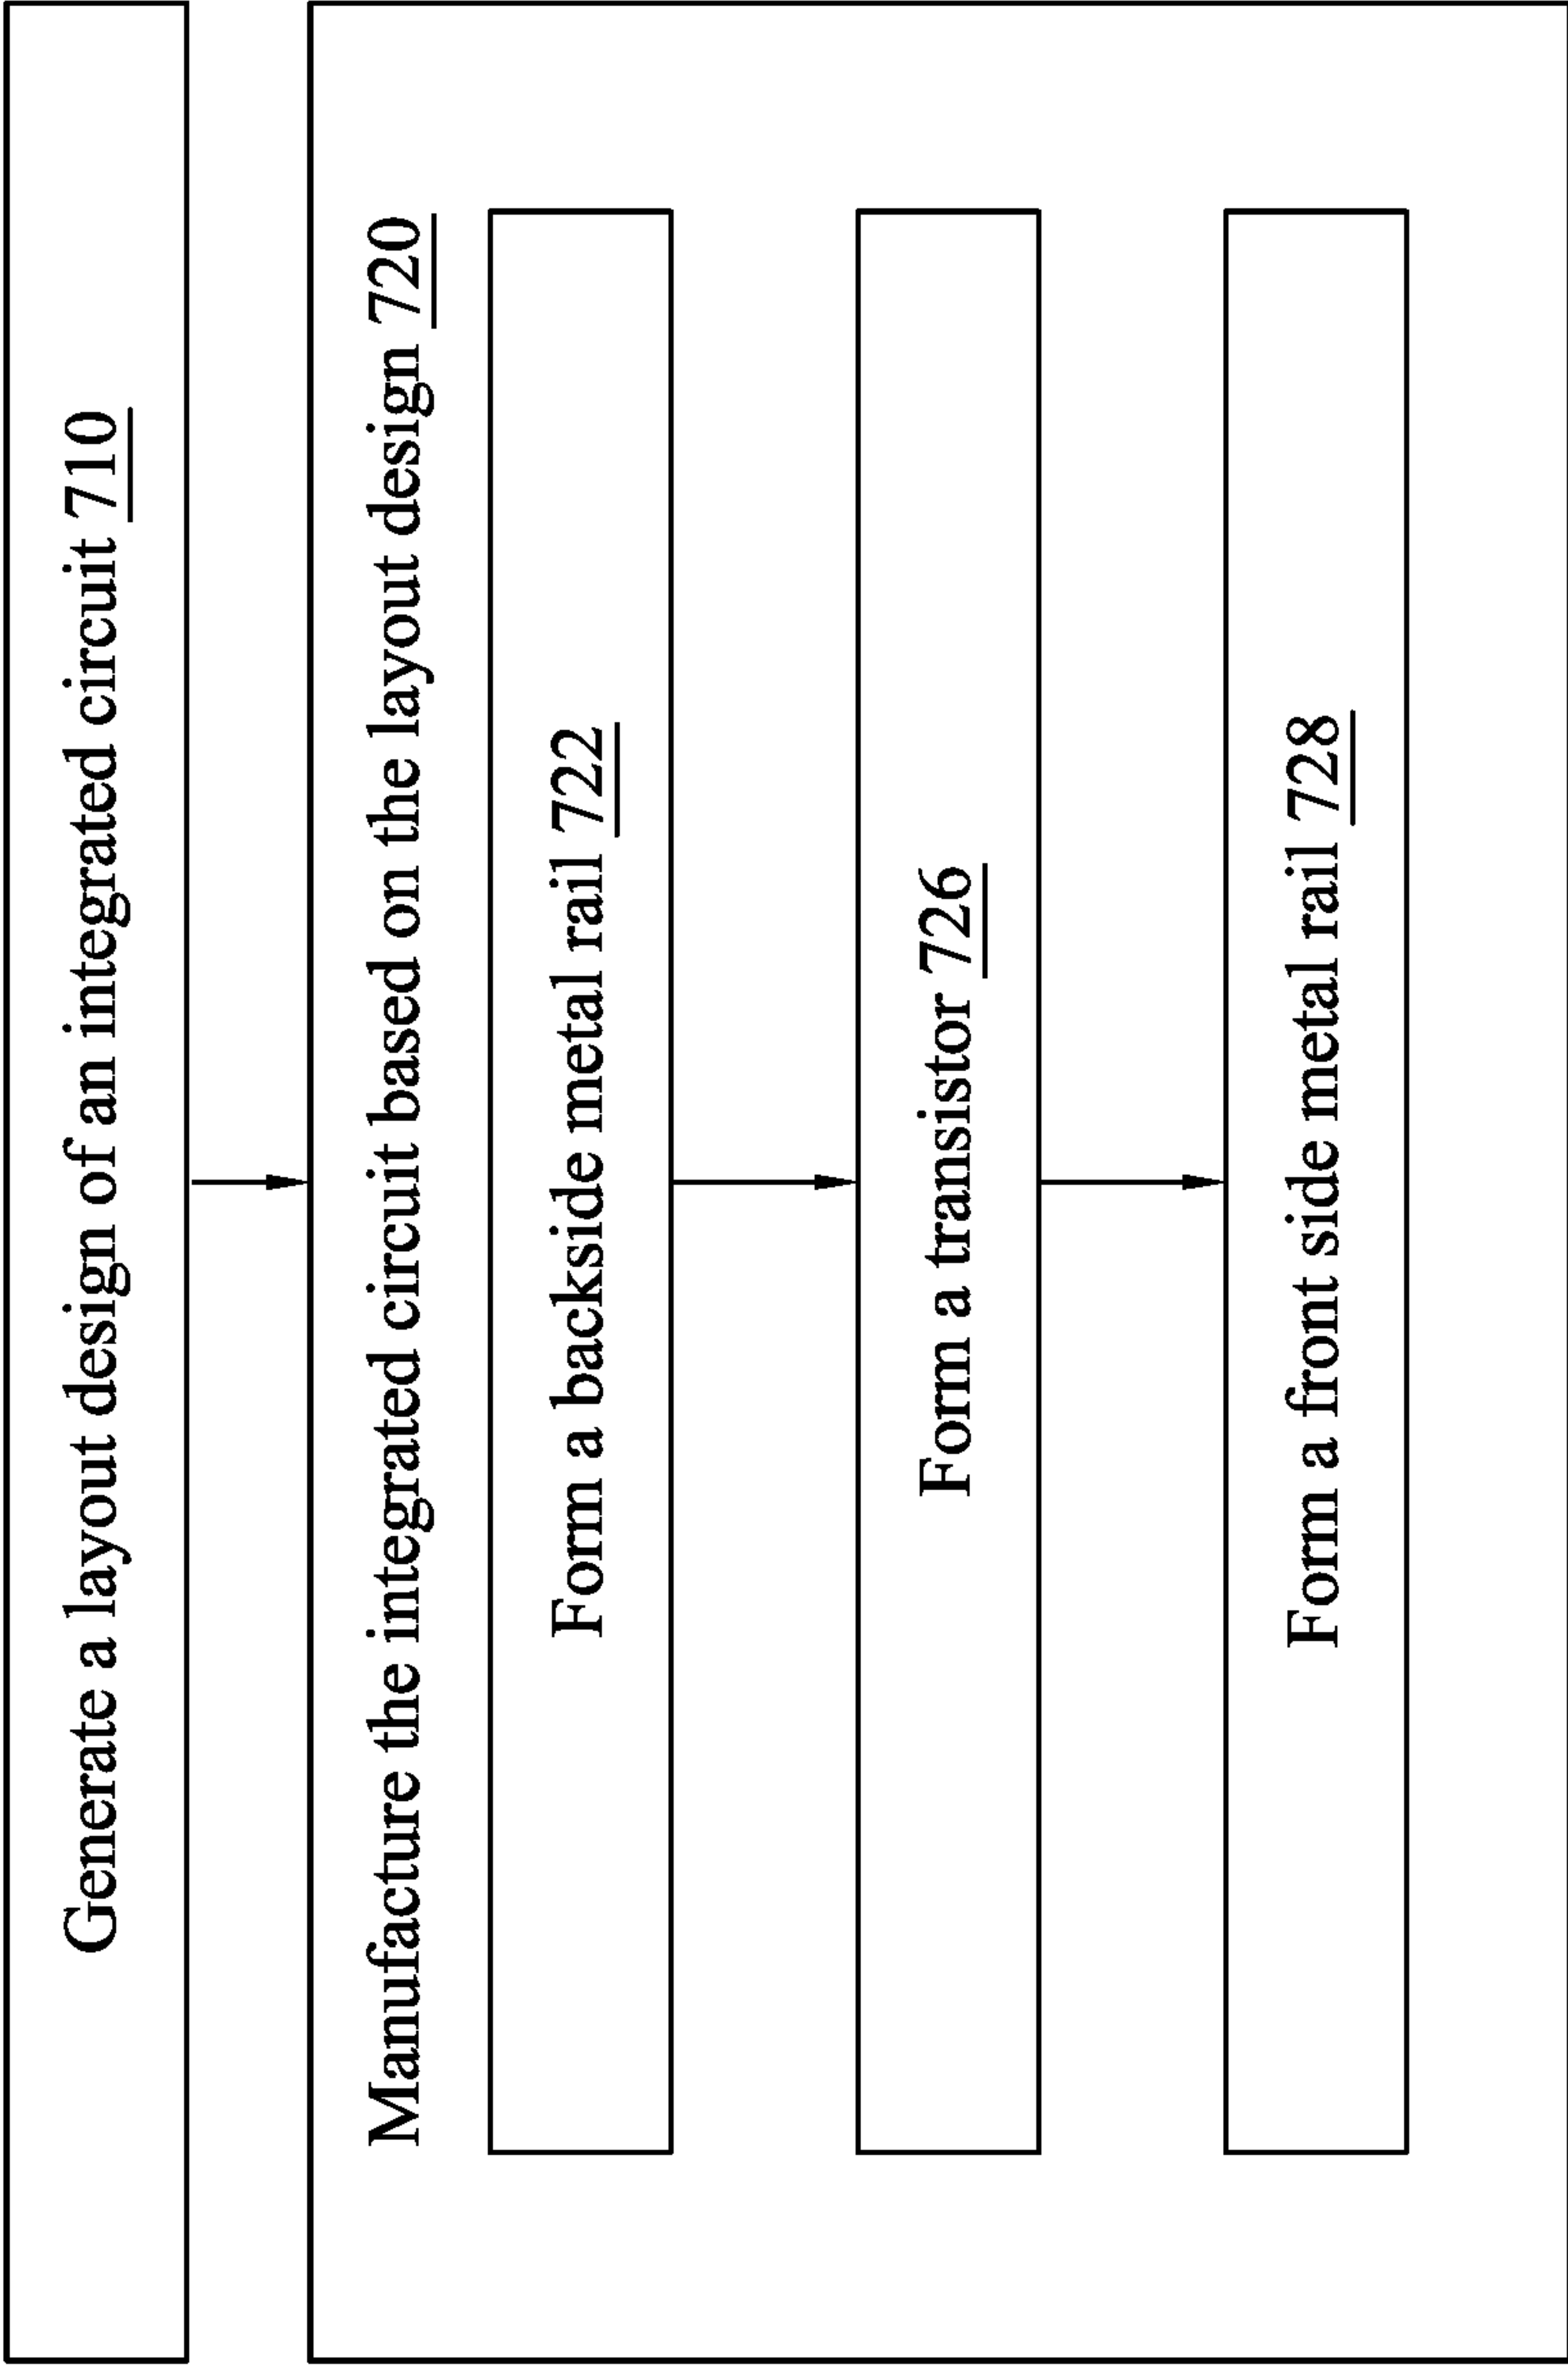 Generate a layout design of an integrated circuit 710
Manufacture the integrated circuit based on the layout design 720
Form a backside metal rail 722
Form a transistor 726
Form a front side metal rail 728